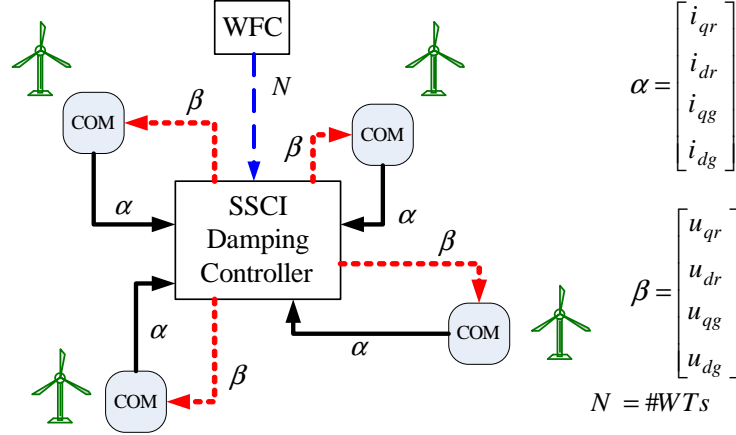 WFC
N
β
COM
β
COM
α
SSCI
Damping
Controller
α
β
COM
α
α
β
COM
α = [i_qr
i_dr
i_qg
i_dg]
β = [u_qr
u_dr
u_qg
u_dg]
N = #WTs